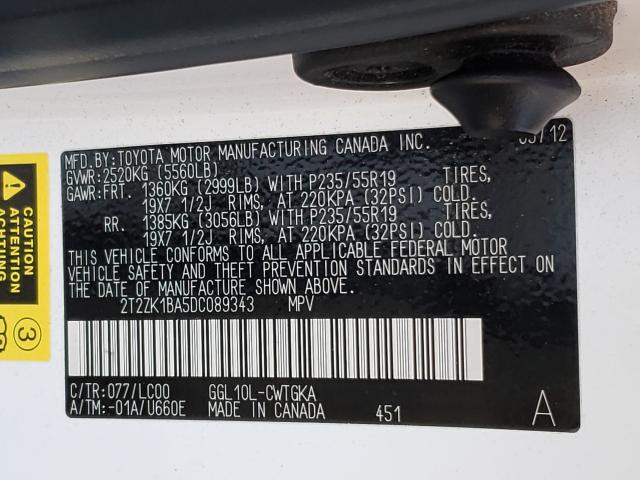 MFD.BY:TOYOTA MOTOR MANUFACTURING CANADA INC. /12
GVWR:2520KG (5560LB)
GAWR:FRT. 1360KG (2999LB) WITH P235/55R19 TIRES,
19X7 1/2J RIMS, AT 220KPA (32PSI) COLD.
RR. 1385KG (3056LB) WITH P235/55R19 TIRES,
19X7 1/2J RIMS, AT 220KPA (32PSI) COLD.
THIS VEHICLE CONFORMS TO ALL APPLICABLE FEDERAL MOTOR
VEHICLE SAFETY AND THEFT PREVENTION STANDARDS IN EFFECT ON
THE DATE OF MANUFACTURE SHOWN ABOVE.
2T2ZK1BA5DC089343 MPV
C/TR:077/LC00 GGL10L-CWTGKA
A/TM:-01A/U660E MADE IN CANADA 451 A
CAUTION
ATTENTION
ACHTUNG
3